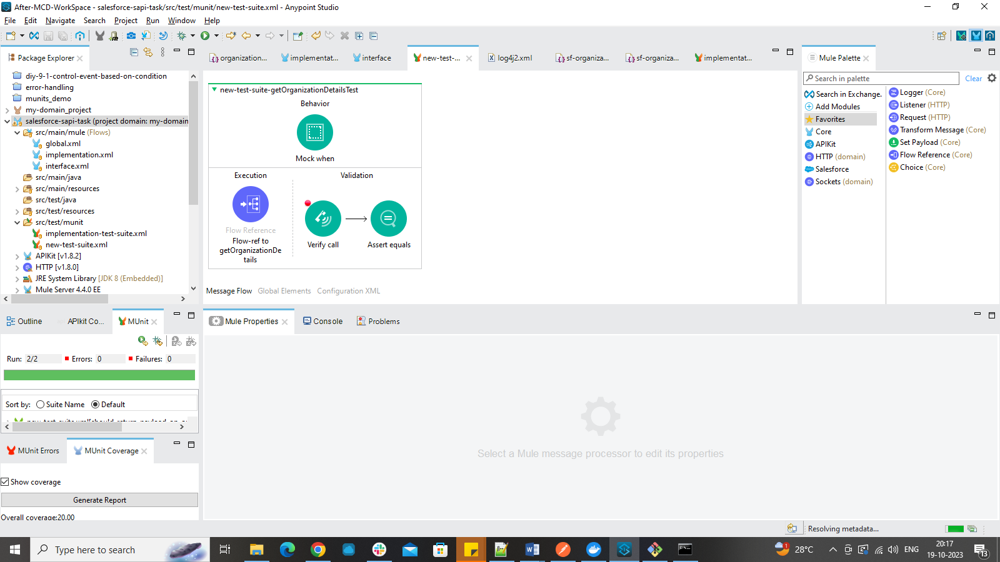 After-MCD-WorkSpace - salesforce-sapi-task/src/test/munit/new-test-suite.xml - Anypoint Studio
File Edit Navigate Search Project Run Window Help
Package Explorer
diy-9-1-control-event-based-on-condition
error-handling
munits_demo
my-domain_project
salesforce-sapi-task (project domain: my-domain
src/main/mule (Flows)
global.xml
implementation.xml
interface.xml
src/main/java
src/main/resources
src/test/java
src/test/resources
src/test/munit
implementation-test-suite.xml
new-test-suite.xml
APIKit [v1.8.2]
HTTP [v1.8.0]
JRE System Library [JDK 8 (Embedded)]
Mule Server 4.4.0 EE
organization... implementat... interface new-test-... log4j2.xml sf-organiza... sf-organiza... implementat...
new-test-suite-getOrganizationDetailsTest
Behavior
Mock when
Execution
Validation
Flow Reference
Flow-ref to
getOrganizationDe
tails
Verify call
Assert equals
Message Flow Global Elements Configuration XML
Mule Palette
Search in palette Clear
Search in Exchange.
Add Modules
Favorites
Core
APIKit
HTTP (domain)
Salesforce
Sockets (domain)
Logger (Core)
Listener (HTTP)
Request (HTTP)
Transform Message (Core)
Set Payload (Core)
Flow Reference (Core)
Choice (Core)
Outline APIkit Co... MUnit
Run: 2/2 Errors: 0 Failures: 0
Sort by: Suite Name Default
MUnit Errors MUnit Coverage
Show coverage
Generate Report
Overall coverage:20.00
Mule Properties Console Problems
Select a Mule message processor to edit its properties
Resolving metadata...
Type here to search
1
28°C
ENG
20:17
19-10-2023
13